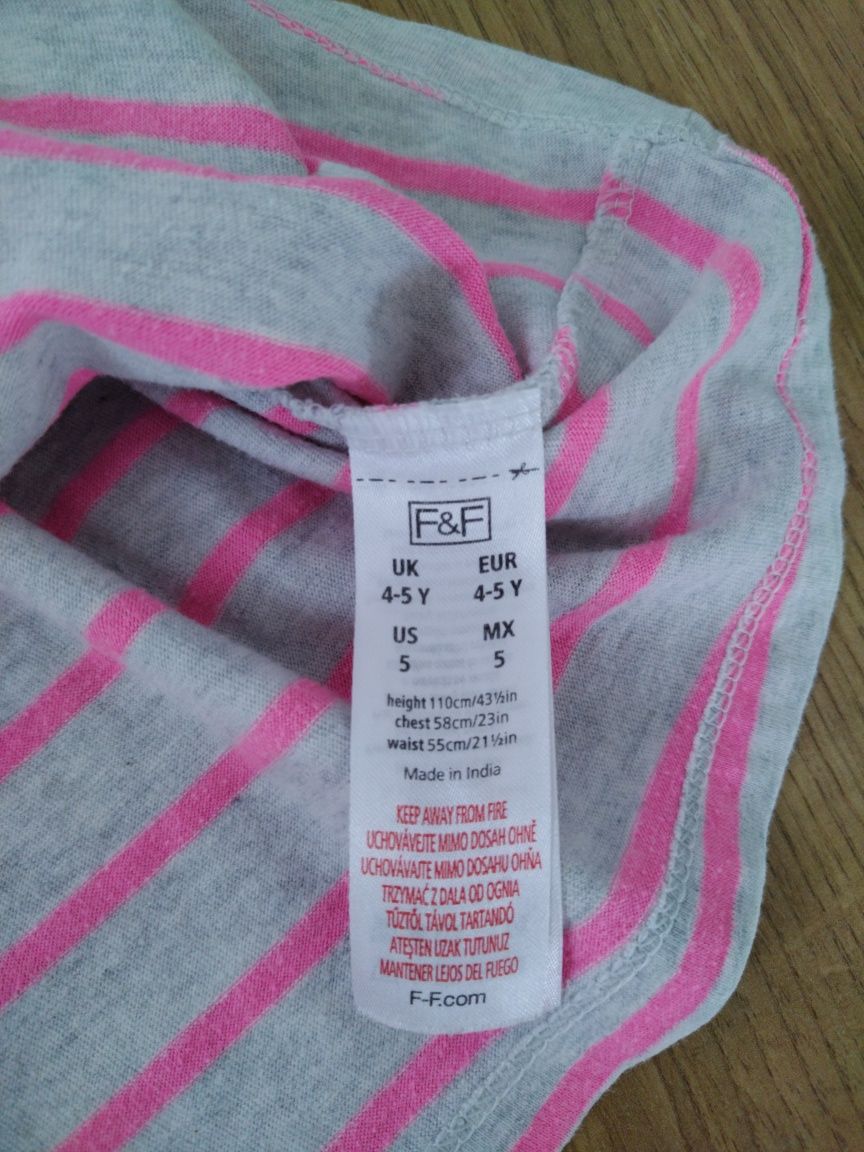 F&F
UK EUR
4-5 Y 4-5 Y
US MX
5 5
height 110cm/43½in
chest 58cm/23in
waist 55cm/21½in
Made in India
KEEP AWAY FROM FIRE
UCHOVÁVEJTE MIMO DOSAH OHNĚ
UCHOVÁVAJTE MIMO DOSAHU OHŇA
TRZYMAĆ Z DALA OD OGNIA
TŰZTŐL TÁVOL TARTANDÓ
ATEŞTEN UZAK TUTUNUZ
MANTENER LEJOS DEL FUEGO
F-F.com